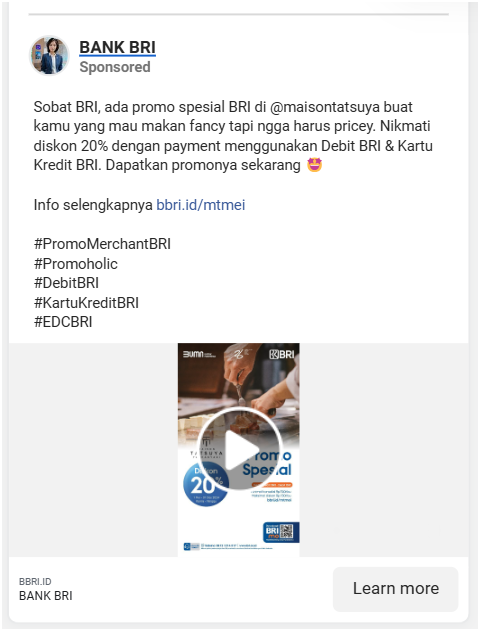 BANK BRI
Sponsored
Sobat BRI, ada promo spesial BRI di @maisontatsuya buat
kamu yang mau makan fancy tapi ngga harus pricey. Nikmati
diskon 20% dengan payment menggunakan Debit BRI & Kartu
Kredit BRI. Dapatkan promonya sekarang 🤩
Info selengkapnya bbri.id/mtmei
#PromoMerchantBRI
#Promoholic
#DebitBRI
#KartuKreditBRI
#EDCBRI
BUMN
BRI
TATSUYA
Promo
Spesial
Diskon
20%
BRI
BBRI.ID
BANK BRI
Learn more